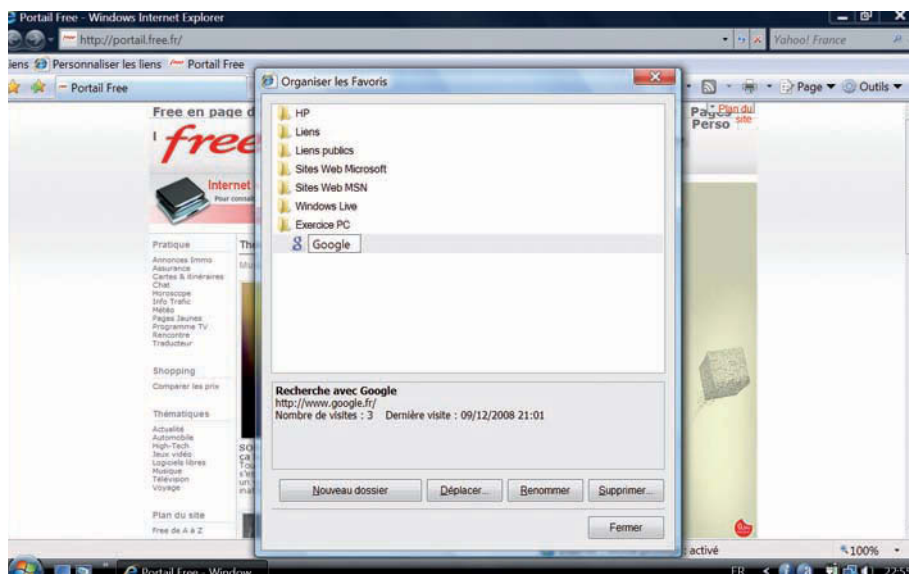 Portail Free - Windows Internet Explorer
http://portail.free.fr/
Yahoo! France
iens Personnaliser les liens Portail Free
Portail Free
Page Outils
Free en page d
Pages Perso
Plan du site
free
Internet
Pour
Pratique
Annonces Immo
Assurance
Cartes & itinéraires
Chat
Horoscope
Info Trafic
Météo
Pages Jaunes
Programme TV
Rencontre
Traducteur
Shopping
Comparer les prix
Thématiques
Actualité
Automobile
High-Tech
Jeux vidéo
Logiciels libres
Musique
Télévision
Voyage
Plan du site
Free de A à Z
Organiser les Favoris
HP
Liens
Liens publics
Sites Web Microsoft
Sites Web MSN
Windows Live
Exercice PC
Google
Recherche avec Google
http://www.google.fr/
Nombre de visites : 3 Dernière visite : 09/12/2008 21:01
Nouveau dossier Déplacer... Renommer Supprimer...
Fermer
: activé
100%
Portail Free - Window...
FR
22:55